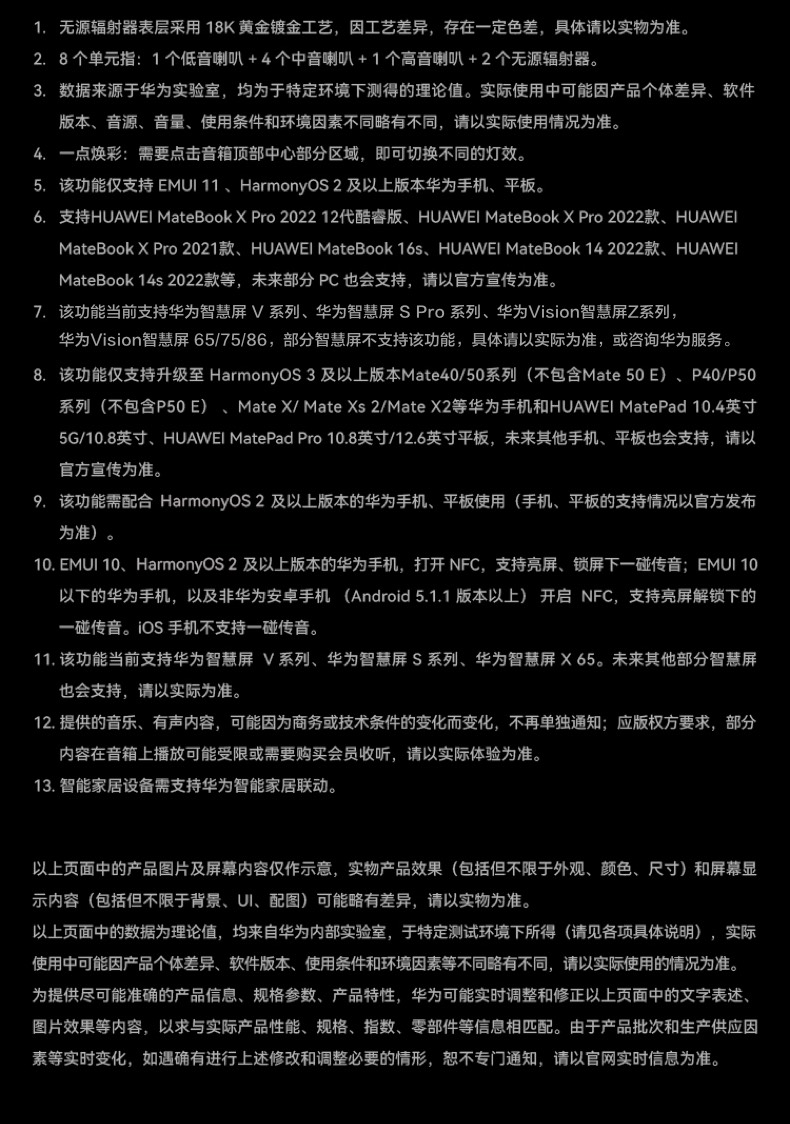 1. 无源辐射器表层采用 18K 黄金镀金工艺，因工艺差异，存在一定色差，具体请以实物为准。
2. 8 个单元指：1 个低音喇叭 + 4 个中音喇叭 + 1 个高音喇叭 + 2 个无源辐射器。
3. 数据来源于华为实验室，均为于特定环境下测得的理论值。实际使用中可能因产品个体差异、软件
版本、音源、音量、使用条件和环境因素不同略有不同，请以实际使用情况为准。
4. 一点焕彩：需要点击音箱顶部中心部分区域，即可切换不同的灯效。
5. 该功能仅支持 EMUI 11 、HarmonyOS 2 及以上版本华为手机、平板。
6. 支持HUAWEI MateBook X Pro 2022 12代酷睿版、HUAWEI MateBook X Pro 2022款、HUAWEI
MateBook X Pro 2021款、HUAWEI MateBook 16s、HUAWEI MateBook 14 2022款、HUAWEI
MateBook 14s 2022款等，未来部分 PC 也会支持，请以官方宣传为准。
7. 该功能当前支持华为智慧屏 V 系列、华为智慧屏 S Pro 系列、华为Vision智慧屏Z系列，
华为Vision智慧屏 65/75/86，部分智慧屏不支持该功能，具体请以实际为准，或咨询华为服务。
8. 该功能仅支持升级至 HarmonyOS 3 及以上版本Mate40/50系列（不包含Mate 50 E）、P40/P50
系列（不包含P50 E） 、Mate X/ Mate Xs 2/Mate X2等华为手机和HUAWEI MatePad 10.4英寸
5G/10.8英寸、HUAWEI MatePad Pro 10.8英寸/12.6英寸平板，未来其他手机、平板也会支持，请以
官方宣传为准。
9. 该功能需配合 HarmonyOS 2 及以上版本的华为手机、平板使用（手机、平板的支持情况以官方发布
为准）。
10. EMUI 10、HarmonyOS 2 及以上版本的华为手机，打开 NFC，支持亮屏、锁屏下一碰传音；EMUI 10
以下的华为手机，以及非华为安卓手机 （Android 5.1.1 版本以上） 开启 NFC，支持亮屏解锁下的
一碰传音。iOS 手机不支持一碰传音。
11. 该功能当前支持华为智慧屏 V 系列、华为智慧屏 S 系列、华为智慧屏 X 65。未来其他部分智慧屏
也会支持，请以实际为准。
12. 提供的音乐、有声内容，可能因为商务或技术条件的变化而变化，不再单独通知；应版权方要求，部分
内容在音箱上播放可能受限或需要购买会员收听，请以实际体验为准。
13. 智能家居设备需支持华为智能家居联动。
以上页面中的产品图片及屏幕内容仅作示意，实物产品效果（包括但不限于外观、颜色、尺寸）和屏幕显
示内容（包括但不限于背景、UI、配图）可能略有差异，请以实物为准。
以上页面中的数据为理论值，均来自华为内部实验室，于特定测试环境下所得（请见各项具体说明），实际
使用中可能因产品个体差异、软件版本、使用条件和环境因素等不同略有不同，请以实际使用的情况为准。
为提供尽可能准确的产品信息、规格参数、产品特性，华为可能实时调整和修正以上页面中的文字表述、
图片效果等内容，以求与实际产品性能、规格、指数、零部件等信息相匹配。由于产品批次和生产供应因
素等实时变化，如遇确有进行上述修改和调整必要的情形，恕不专门通知，请以官网实时信息为准。